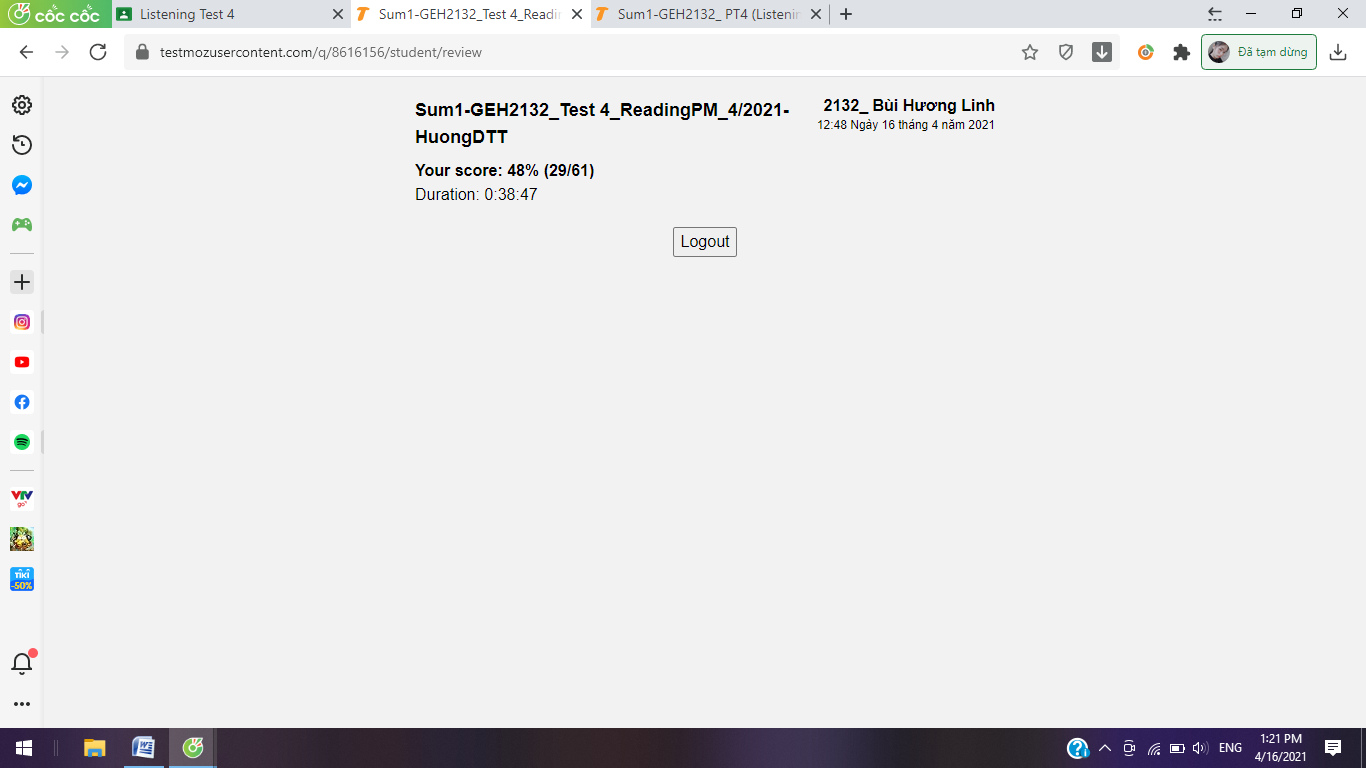 cốc cốc
Listening Test 4
Sum1-GEH2132_Test 4_Readin
Sum1-GEH2132_ PT4 (Listenin
testmozusercontent.com/q/8616156/student/review
Đã tạm dừng
Sum1-GEH2132_Test 4_ReadingPM_4/2021-
HuongDTT
2132_ Bùi Hương Linh
12:48 Ngày 16 tháng 4 năm 2021
Your score: 48% (29/61)
Duration: 0:38:47
Logout
VTV
go
TIKI
-50%
ENG
1:21 PM
4/16/2021